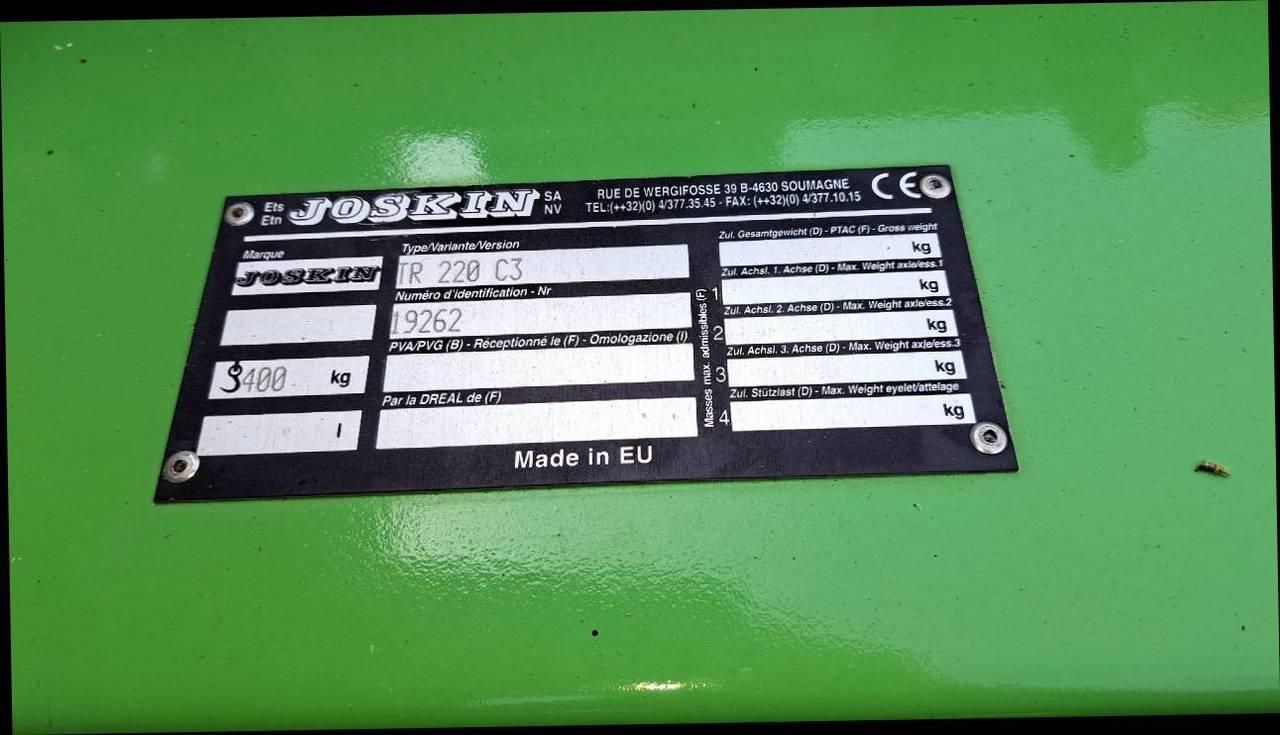 Ets
Etn
JOSKIN
SA
NV
RUE DE WERGIFOSSE 39 B-4630 SOUMAGNE
TEL:(++32)(0) 4/377.35.45 - FAX: (++32)(0) 4/377.10.15
CE
Marque
JOSKIN
400 kg
l
Type/Variante/Version
TR 220 C3
Numéro d'identification - Nr
19262
PVA/PVG (B) - Réceptionné le (F) - Omologazione (I)
Par la DREAL de (F)
Masses max. admissibles (F)
Zul. Gesamtgewicht (D) - PTAC (F) - Gross weight
kg
Zul. Achsl. 1. Achse (D) - Max. Weight axle/ess.1
1 kg
Zul. Achsl. 2. Achse (D) - Max. Weight axle/ess.2
2 kg
Zul. Achsl. 3. Achse (D) - Max. Weight axle/ess.3
3 kg
Zul. Stützlast (D) - Max. Weight eyelet/attelage
4 kg
Made in EU